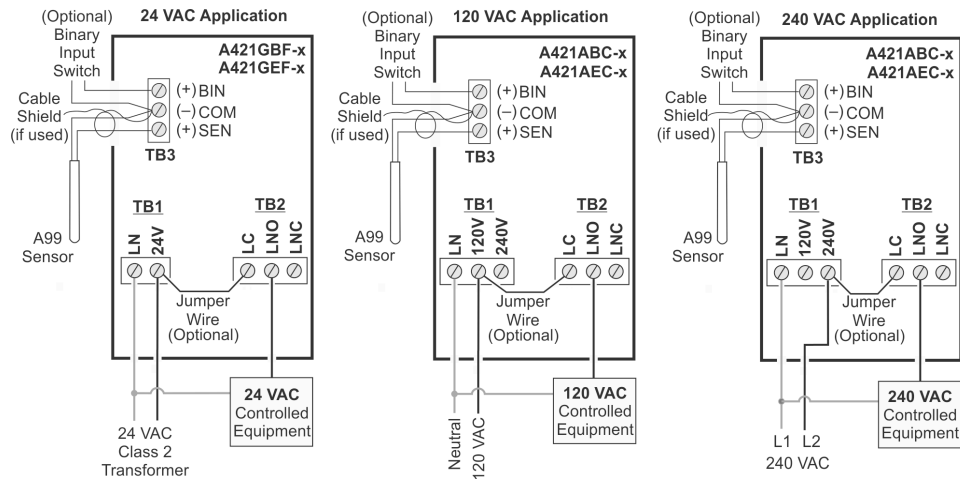 24 VAC Application
(Optional)
Binary
Input
Switch
A421GBF-x
A421GEF-x
Cable
Shield
(if used)
(+)BIN
(–)COM
(+)SEN
TB3
A99
Sensor
TB1
LN
24V
TB2
LC
LNO
LNC
Jumper
Wire
(Optional)
24 VAC
Controlled
Equipment
24 VAC
Class 2
Transformer
120 VAC Application
(Optional)
Binary
Input
Switch
A421ABC-x
A421AEC-x
Cable
Shield
(if used)
(+)BIN
(–)COM
(+)SEN
TB3
A99
Sensor
TB1
LN
120V
240V
TB2
LC
LNO
LNC
Jumper
Wire
(Optional)
120 VAC
Controlled
Equipment
Neutral
120 VAC
240 VAC Application
(Optional)
Binary
Input
Switch
A421ABC-x
A421AEC-x
Cable
Shield
(if used)
(+)BIN
(–)COM
(+)SEN
TB3
A99
Sensor
TB1
LN
120V
240V
TB2
LC
LNO
LNC
Jumper
Wire
(Optional)
240 VAC
Controlled
Equipment
L1 L2
240 VAC